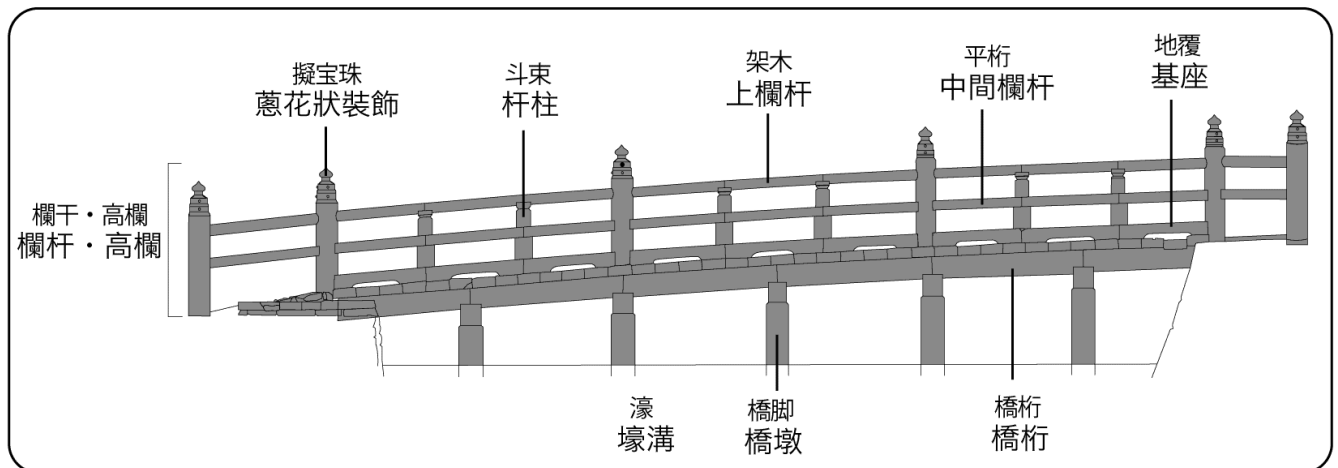 擬宝珠
蔥花狀裝飾
斗束
杆柱
架木
上欄杆
平桁
中間欄杆
地覆
基座
欄干・高欄
欄杆・高欄
濠
壕溝
橋脚
橋墩
橋桁
橋桁